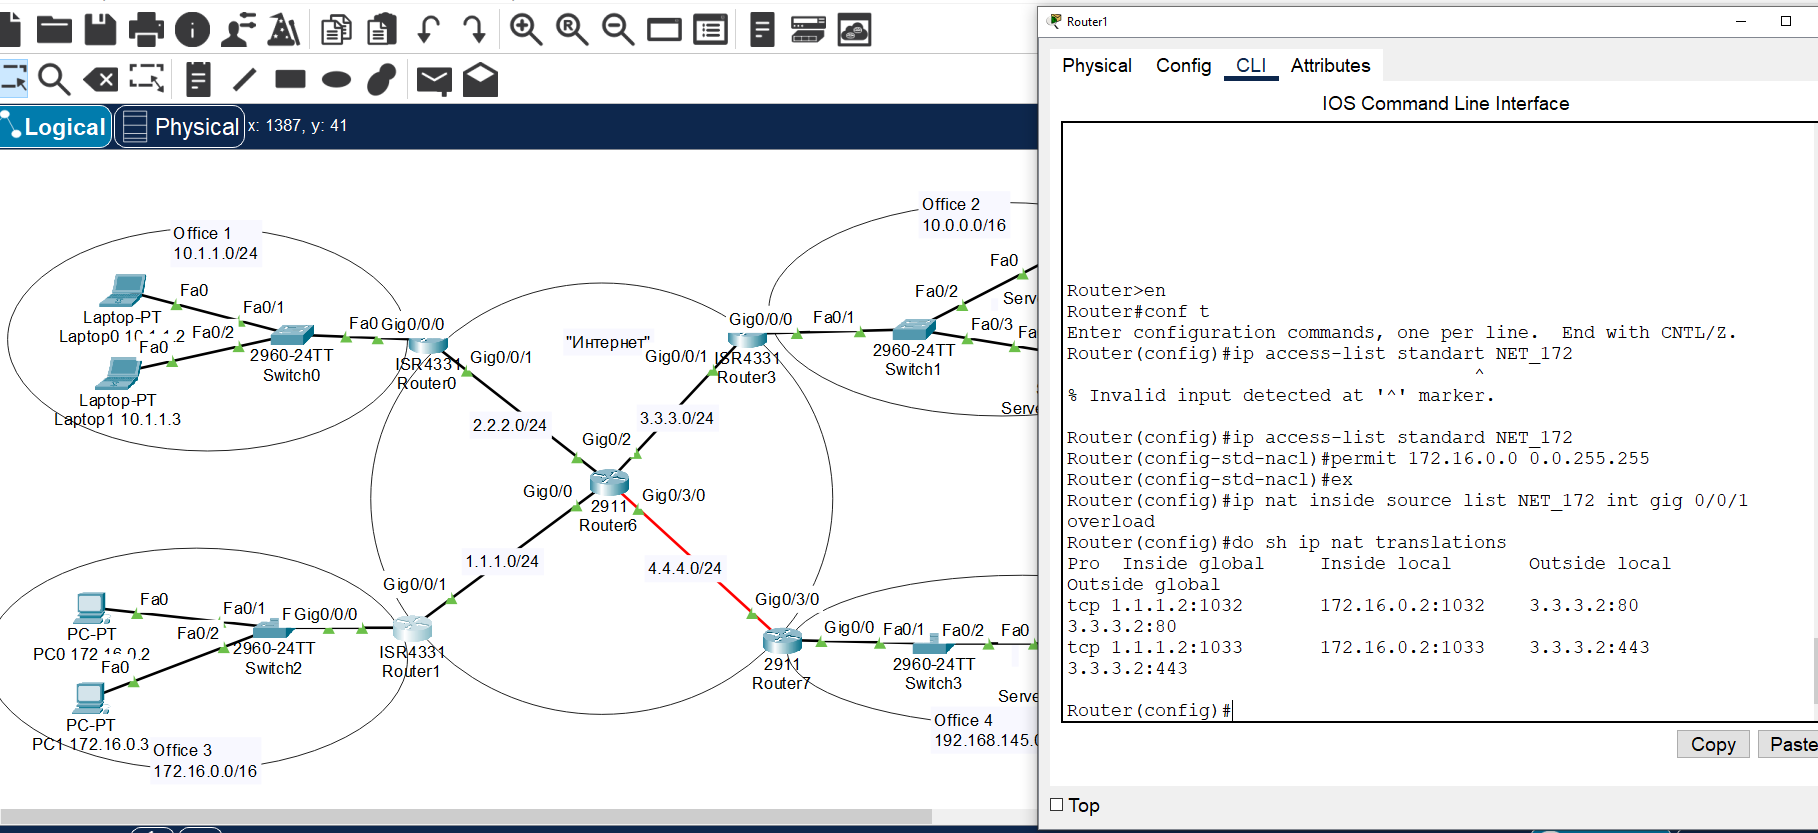 Logical
Physical
x: 1387, y: 41
Office 1
10.1.1.0/24
Fa0
Fa0/1
Laptop-PT
Fa0/2
Fa0
Laptop-PT
Laptop1 10.1.1.3
2960-24TT
Switch0
Fa0
Gig0/0/0
ISR4331
Router0
Gig0/0/1
2.2.2.0/24
"Интернет"
Office 2
10.0.0.0/16
Fa0
Fa0/2
Fa0/3
Fa0/1
2960-24TT
Switch1
Gig0/0/0
Gig0/0/1
ISR4331
Router3
3.3.3.0/24
Gig0/2
Gig0/0
Gig0/3/0
2911
Router6
1.1.1.0/24
4.4.4.0/24
Gig0/0/1
Gig0/0/0
ISR4331
Router1
Fa0
Fa0/1
F
PC-PT
Fa0/2
PC0 172.16.0.2
Fa0
2960-24TT
Switch2
PC-PT
PC1 172.16.0.3
Office 3
172.16.0.0/16
Gig0/3/0
Gig0/0
Fa0/1
Fa0/2
Fa0
2911
Router7
2960-24TT
Switch3
Office 4
192.168.145.
Router1
Physical
Config
CLI
Attributes
IOS Command Line Interface
Router>en
Router#conf t
Enter configuration commands, one per line.  End with CNTL/Z.
Router(config)#ip access-list standart NET_172
^
% Invalid input detected at '^' marker.
Router(config)#ip access-list standard NET_172
Router(config-std-nacl)#permit 172.16.0.0 0.0.255.255
Router(config-std-nacl)#ex
Router(config)#ip nat inside source list NET_172 int gig 0/0/1
overload
Router(config)#do sh ip nat translations
Pro  Inside global     Inside local       Outside local
Outside global
tcp 1.1.1.2:1032       172.16.0.2:1032    3.3.3.2:80
3.3.3.2:80
tcp 1.1.1.2:1033       172.16.0.2:1033    3.3.3.2:443
3.3.3.2:443
Router(config)#
Copy
Paste
Top